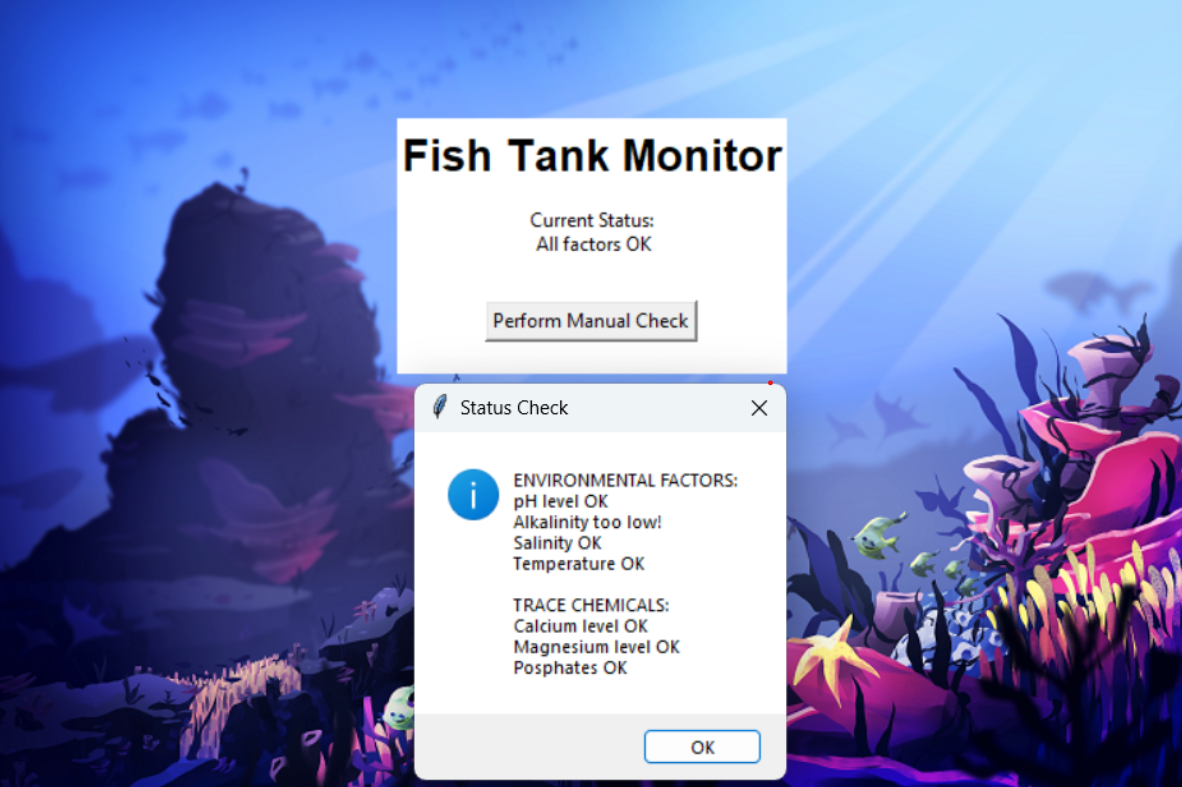 Fish Tank Monitor
Current Status:
All factors OK
Perform Manual Check
Status Check
i
ENVIRONMENTAL FACTORS:
pH level OK
Alkalinity too low!
Salinity OK
Temperature OK
TRACE CHEMICALS:
Calcium level OK
Magnesium level OK
Posphates OK
OK